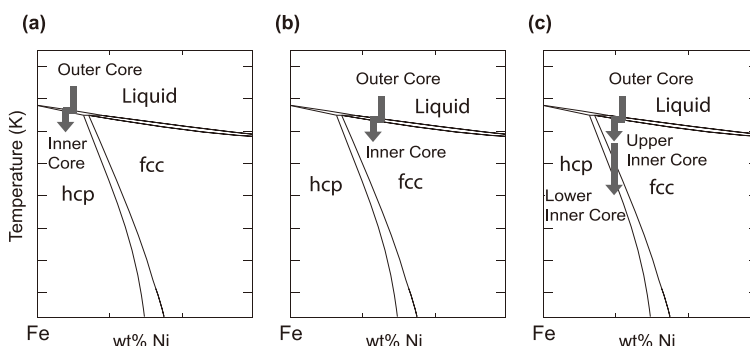 (a)
Outer Core
Liquid
Inner
Core
hcp
fcc
Temperature (K)
Fe
wt% Ni
(b)
Outer Core
Liquid
Inner Core
hcp
fcc
Fe
wt% Ni
(c)
Outer Core
Liquid
Upper
Inner Core
hcp
fcc
Lower
Inner Core
Fe
wt% Ni